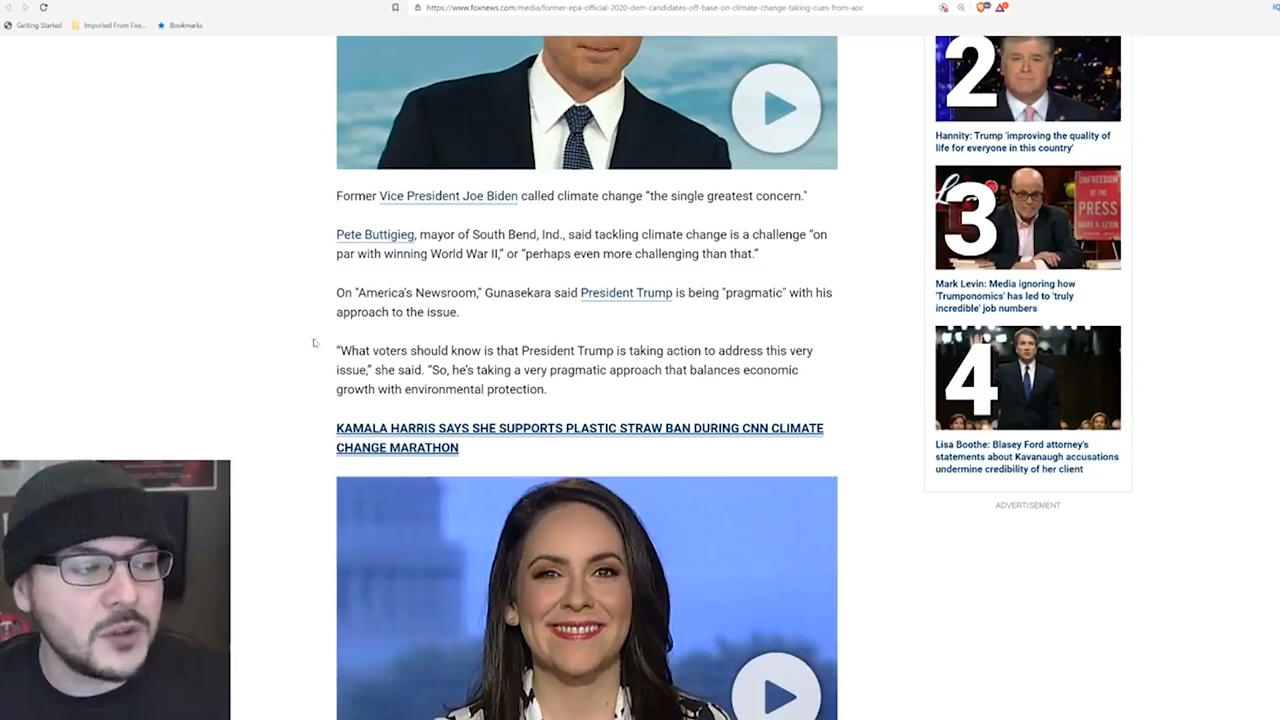 https://www.foxnews.com/media/former-epa-official-2020-dem-candidates-off-base-on-climate-change-taking-cues-from-aoc
Getting Started
Imported From Fire...
Bookmarks
Former Vice President Joe Biden called climate change “the single greatest concern."
Pete Buttigieg, mayor of South Bend, Ind., said tackling climate change is a challenge “on
par with winning World War II,” or “perhaps even more challenging than that.”
On "America's Newsroom," Gunasekara said President Trump is being "pragmatic" with his
approach to the issue.
“What voters should know is that President Trump is taking action to address this very
issue,” she said. “So, he’s taking a very pragmatic approach that balances economic
growth with environmental protection.
KAMALA HARRIS SAYS SHE SUPPORTS PLASTIC STRAW BAN DURING CNN CLIMATE
CHANGE MARATHON
2
Hannity: Trump 'improving the quality of
life for everyone in this country'
UNFREEDOM
OF THE
PRESS
MARK R. LEVIN
3
Mark Levin: Media ignoring how
'Trumponomics' has led to 'truly
incredible' job numbers
4
Lisa Boothe: Blasey Ford attorney's
statements about Kavanaugh accusations
undermine credibility of her client
ADVERTISEMENT